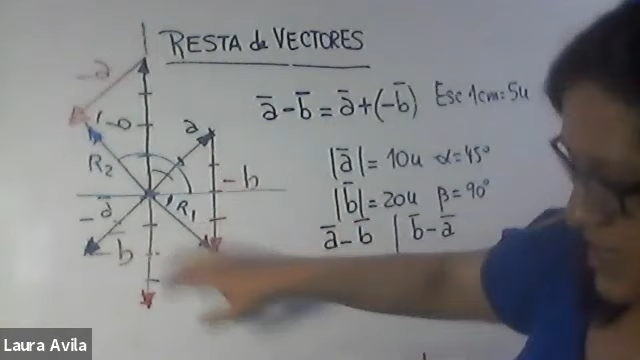 RESTA de VECTORES
a̅ - b̅ = a̅ + (-b̅) Esc 1cm = 5u
|a̅| = 10u α = 45°
|b̅| = 20u β = 90°
a̅ - b̅ | b̅ - a̅
-a
a
R₂
-b
-a̅
R₁
-b
Laura Avila